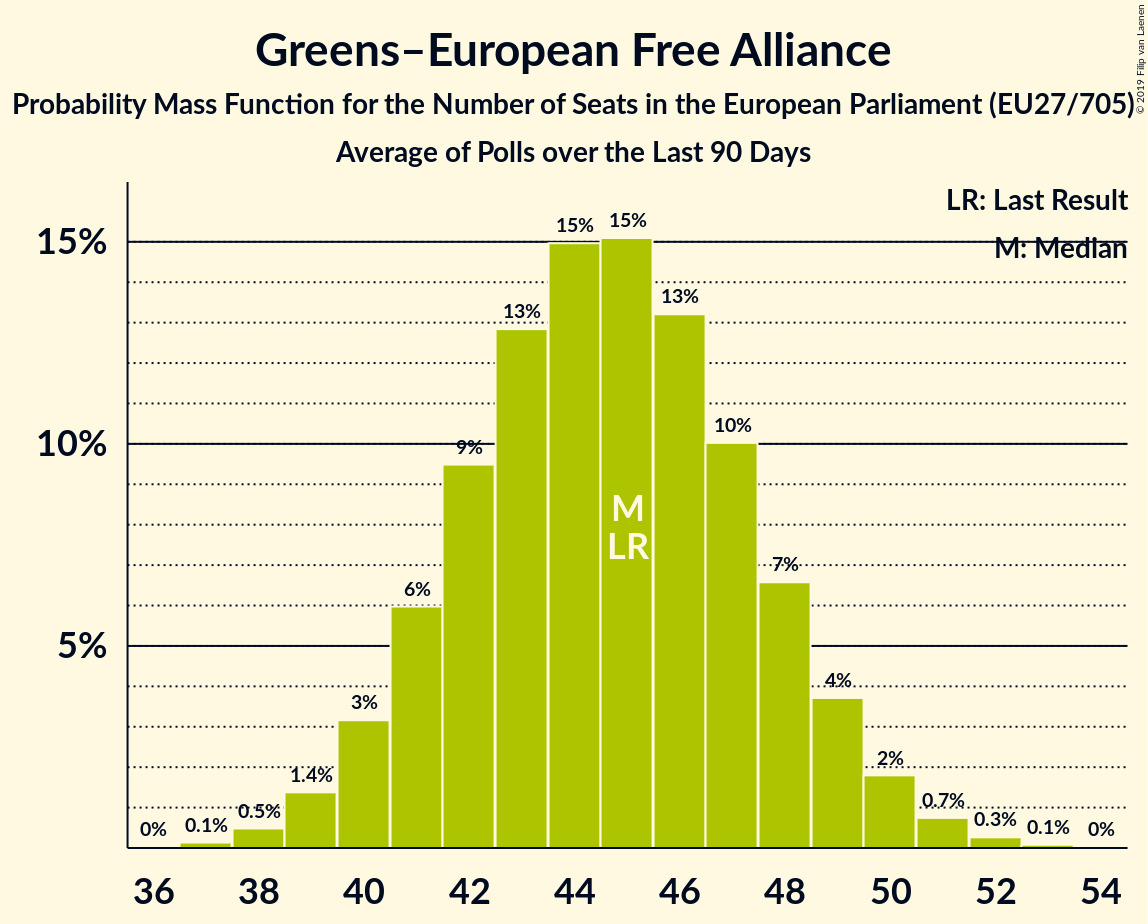 Greens–European Free Alliance
Probability Mass Function for the Number of Seats in the European Parliament (EU27/705)
Average of Polls over the Last 90 Days
© 2019 Filip van Laenen
LR: Last Result
M: Median
15%
10%
5%
0%
0.1%
0.5%
1.4%
3%
6%
9%
13%
15%
15%
13%
10%
7%
4%
2%
0.7%
0.3%
0.1%
0%
M
LR
36 38 40 42 44 46 48 50 52 54